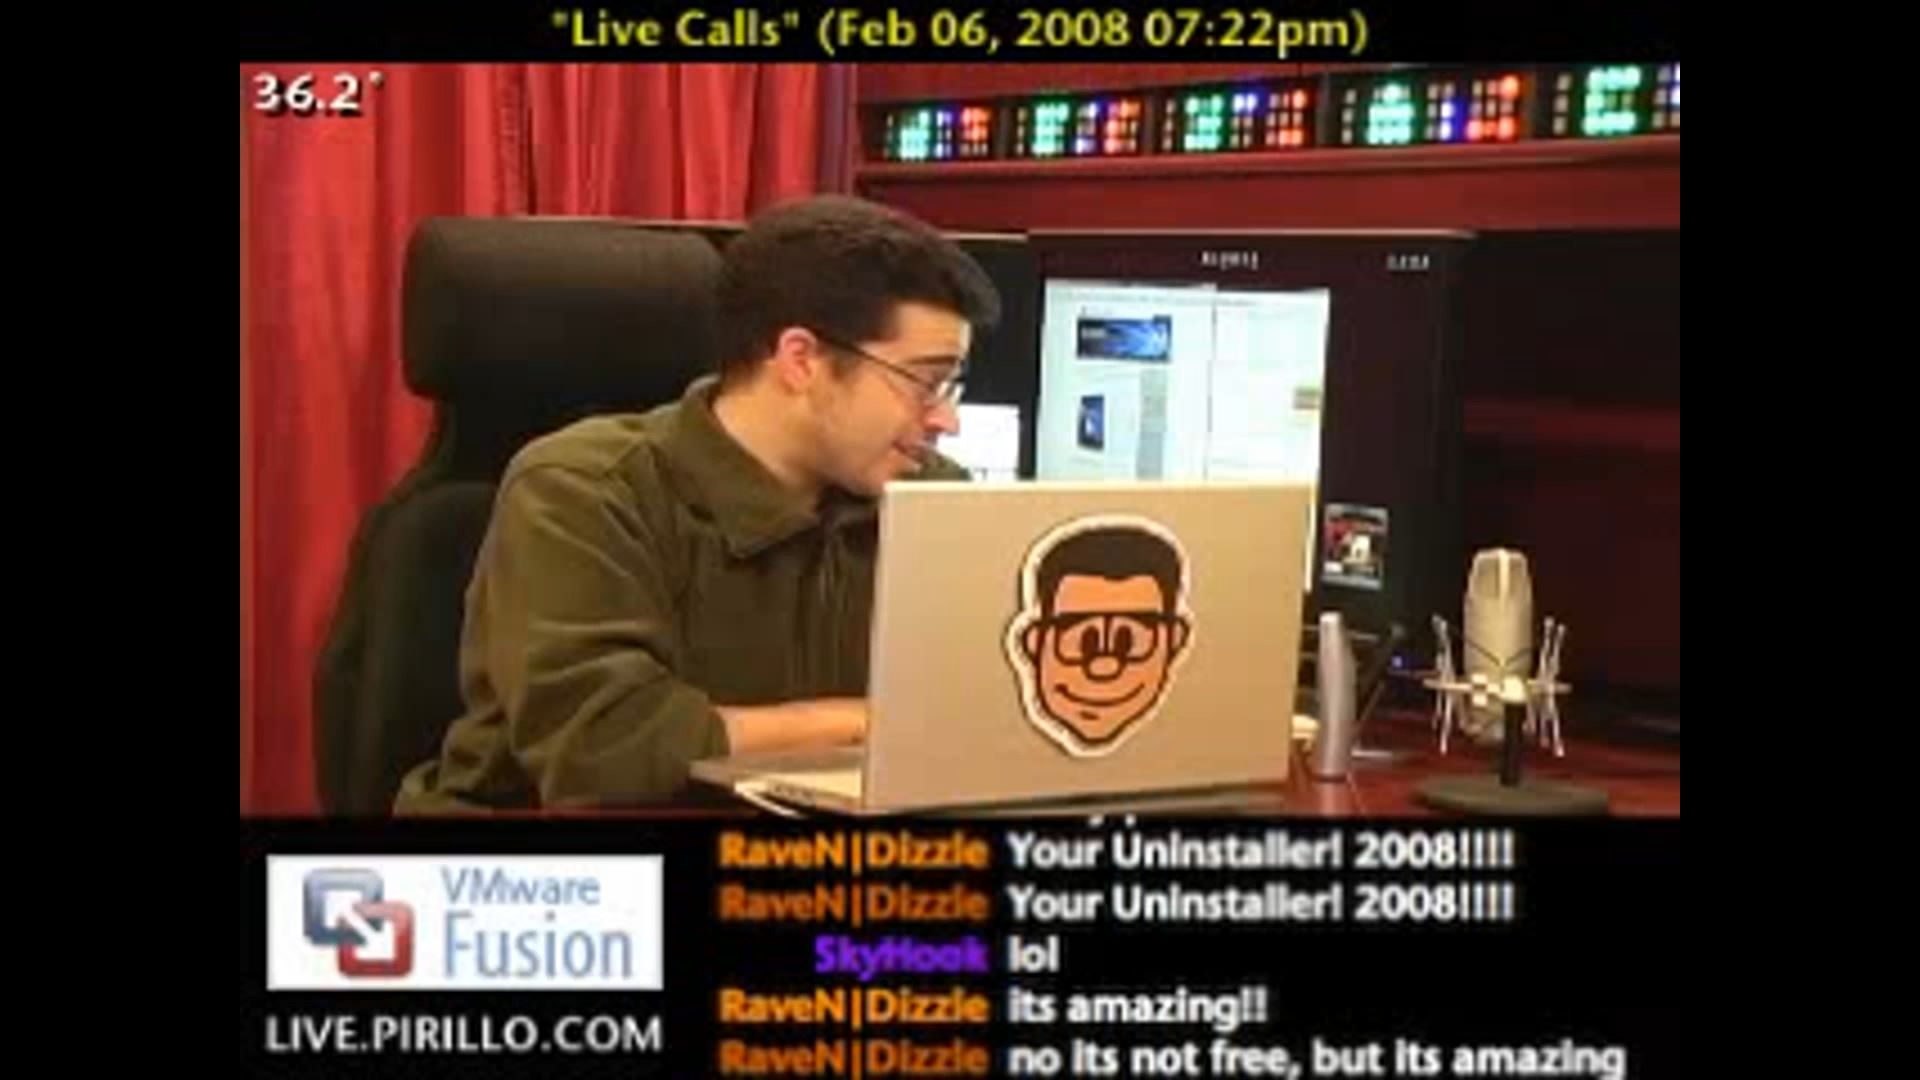 "Live Calls" (Feb 06, 2008 07:22pm)
36.2°
RaveN|Dizzle Your Uninstaller! 2008!!!!
RaveN|Dizzle Your Uninstaller! 2008!!!!
SkyHook lol
RaveN|Dizzle its amazing!!
RaveN|Dizzle no its not free, but its amazing
VMware
Fusion
LIVE.PIRILLO.COM